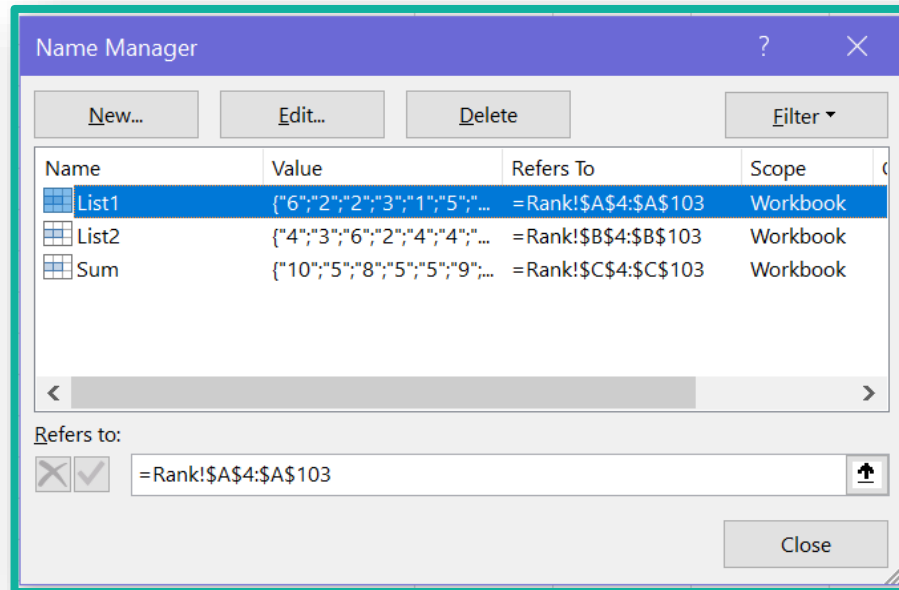 Name Manager ?
New... Edit... Delete Filter
Name Value Refers To Scope
List1 {"6";"2";"2";"3";"1";"5";"... =Rank!$A$4:$A$103 Workbook
List2 {"4";"3";"6";"2";"4";"4";"... =Rank!$B$4:$B$103 Workbook
Sum {"10";"5";"8";"5";"5";"9";... =Rank!$C$4:$C$103 Workbook
Refers to:
=Rank!$A$4:$A$103
Close